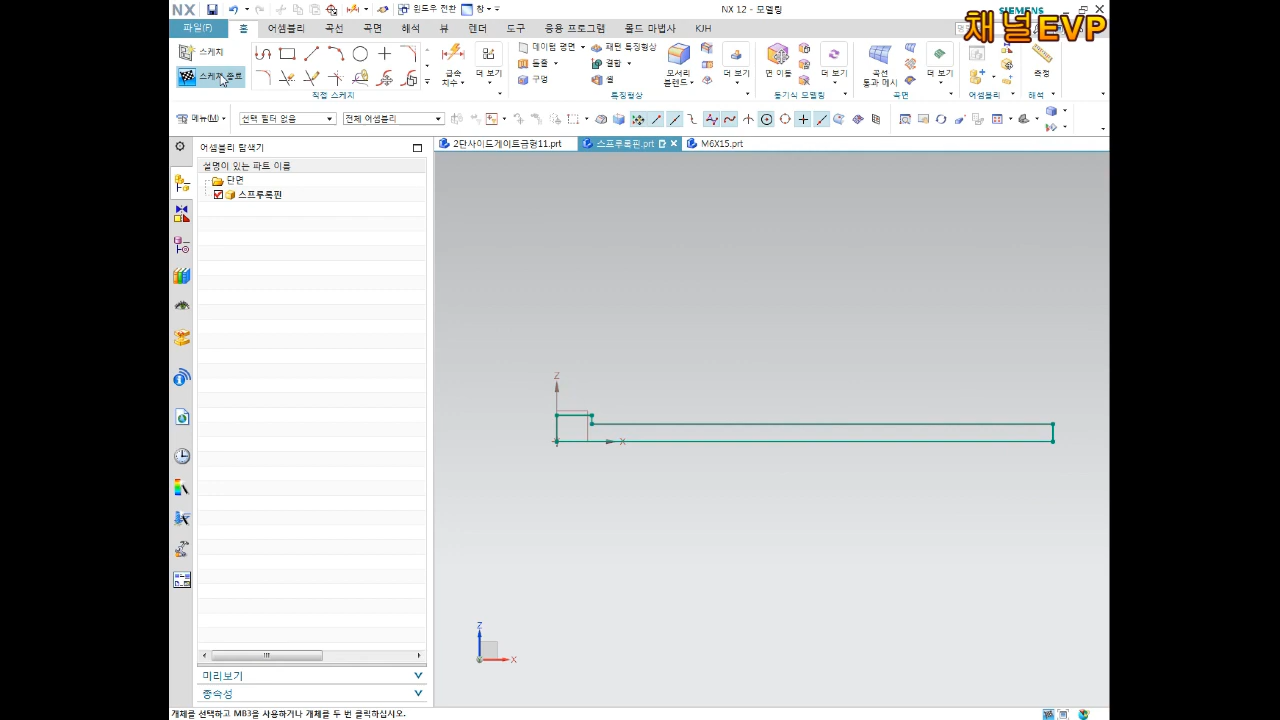 NX
윈도우 전환
창
NX 12 - 모델링
SIEMENS
채널EVP
파일(F)
홈
어셈블리
곡선
곡면
해석
뷰
렌더
도구
응용 프로그램
몰드 마법사
KJH
스케치
스케치 종료
급속
치수
더 보기
직접 스케치
데이텀 평면
돌출
구멍
패턴 특징형상
결합
쉘
모서리
블렌드
더 보기
특징형상
면 이동
더 보기
동기식 모델링
곡선
통과 메시
더 보기
곡면
어셈블리
측정
해석
메뉴(M)
선택 필터 없음
전체 어셈블리
어셈블리 탐색기
2단사이드게이트금형11.prt
스프루록핀.prt
M6X15.prt
설명이 있는 파트 이름
단면
스프루록핀
Z
X
Z
X
미리보기
종속성
개체를 선택하고 MB3을 사용하거나 개체를 두 번 클릭하십시오.